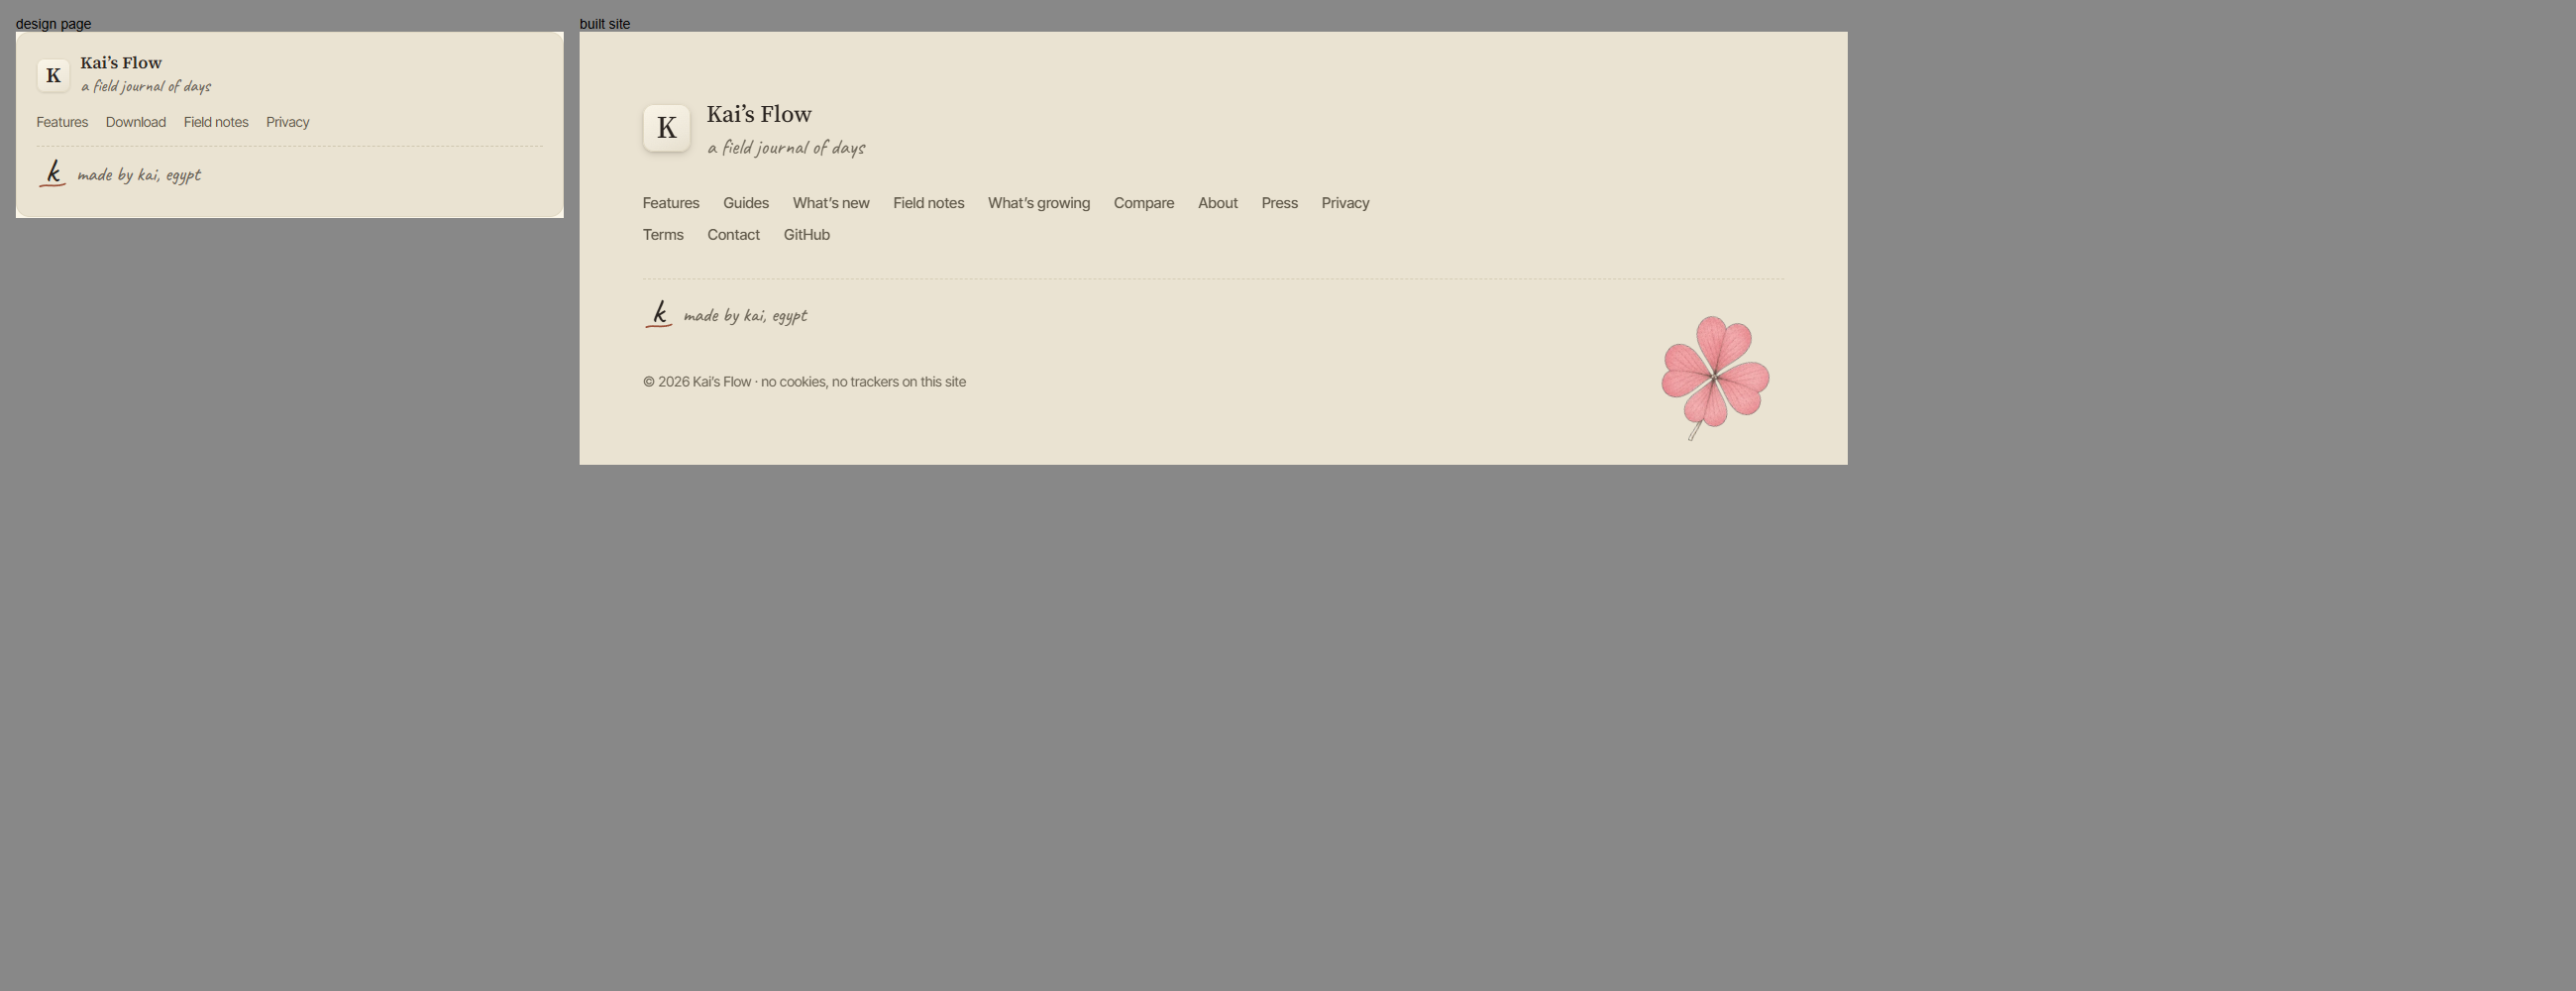 design page
K
Kai’s Flow
a field journal of days
Features Download Field notes Privacy
k made by kai, egypt
built site
K
Kai’s Flow
a field journal of days
Features Guides What’s new Field notes What’s growing Compare About Press Privacy
Terms Contact GitHub
k made by kai, egypt
© 2026 Kai’s Flow · no cookies, no trackers on this site